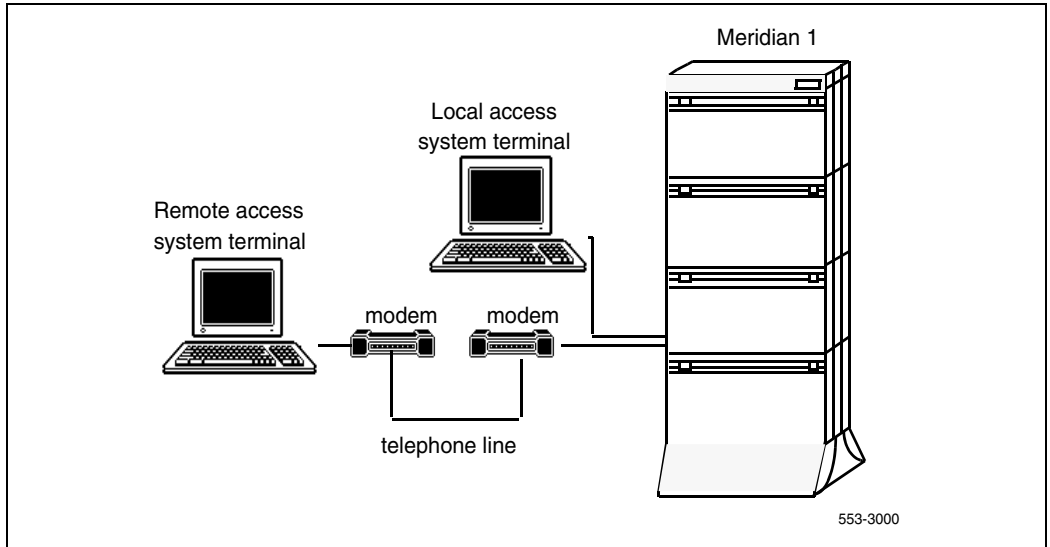 Meridian 1
Local access
system terminal
Remote access
system terminal
modem
modem
telephone line
553-3000